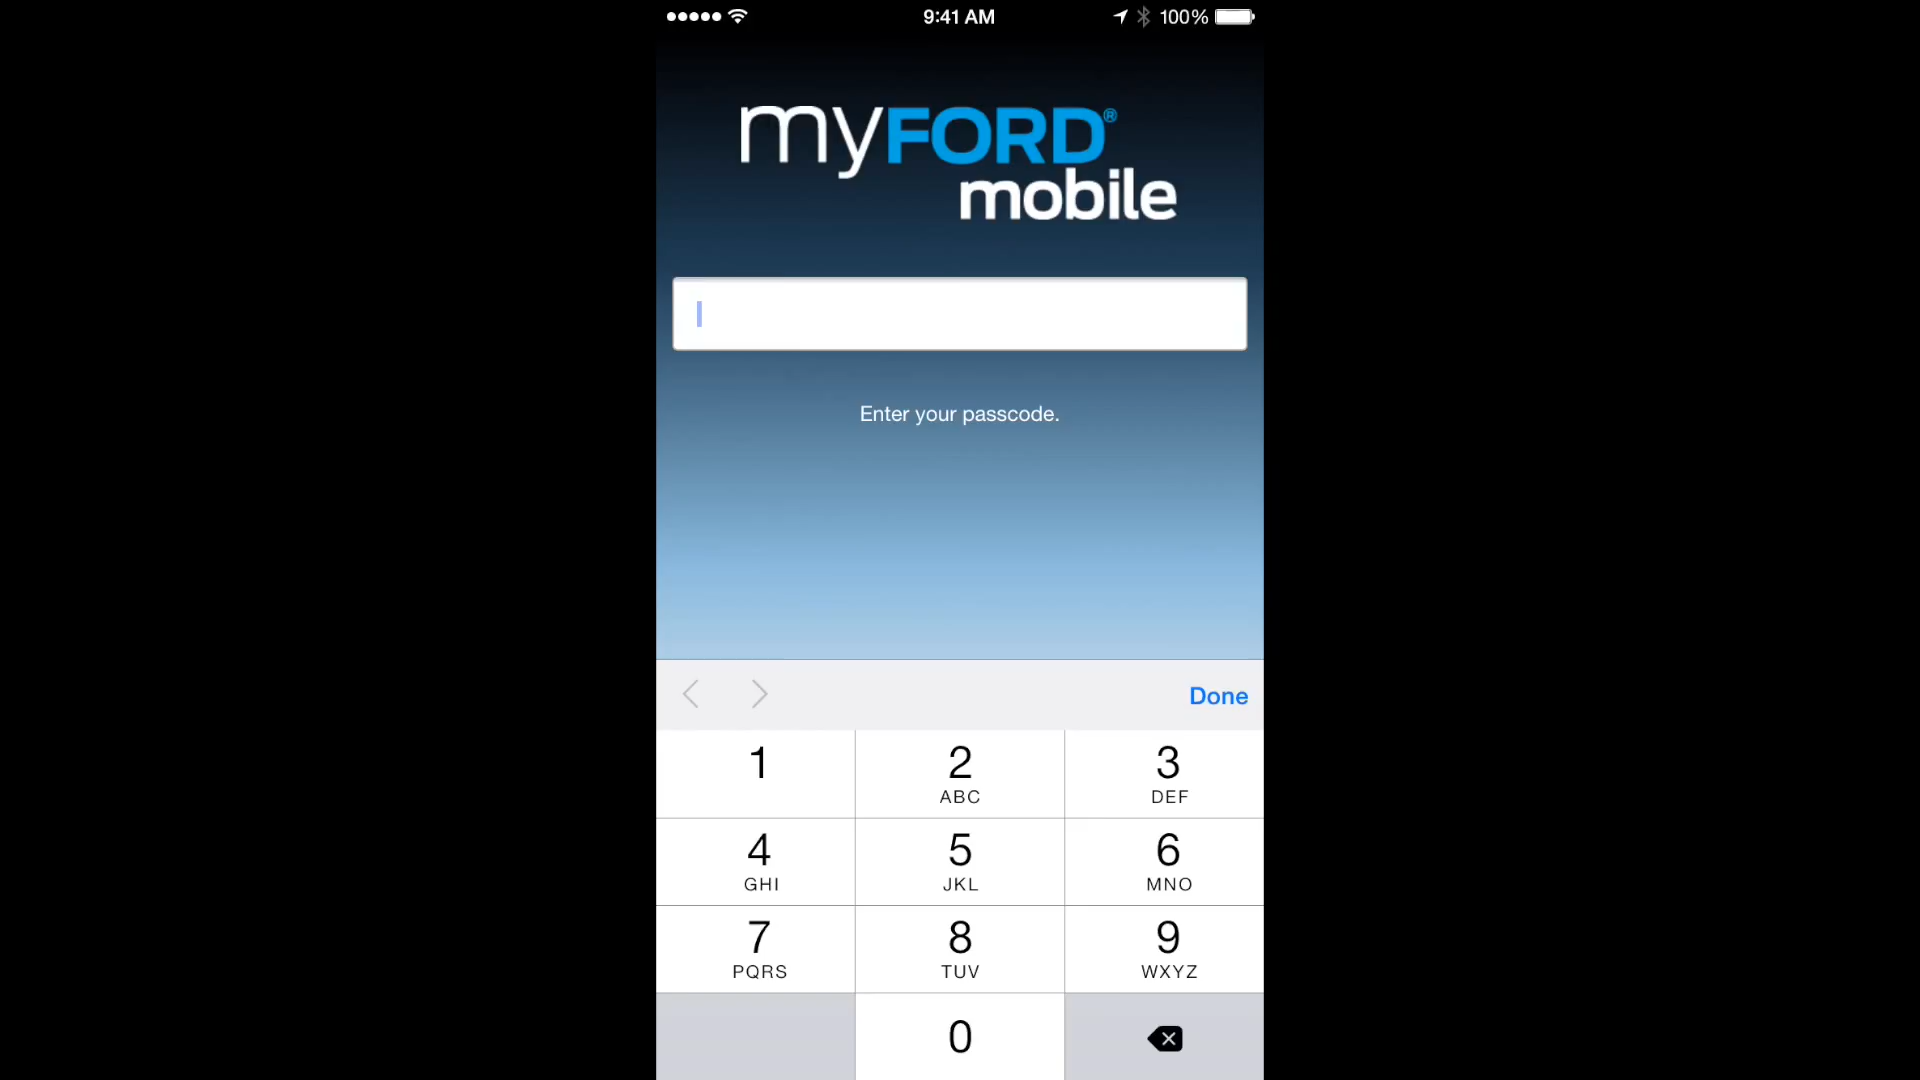 9:41 AM 100%
myFORD®
mobile
Enter your passcode.
Done
1 2 3
ABC DEF
4 5 6
GHI JKL MNO
7 8 9
PQRS TUV WXYZ
0